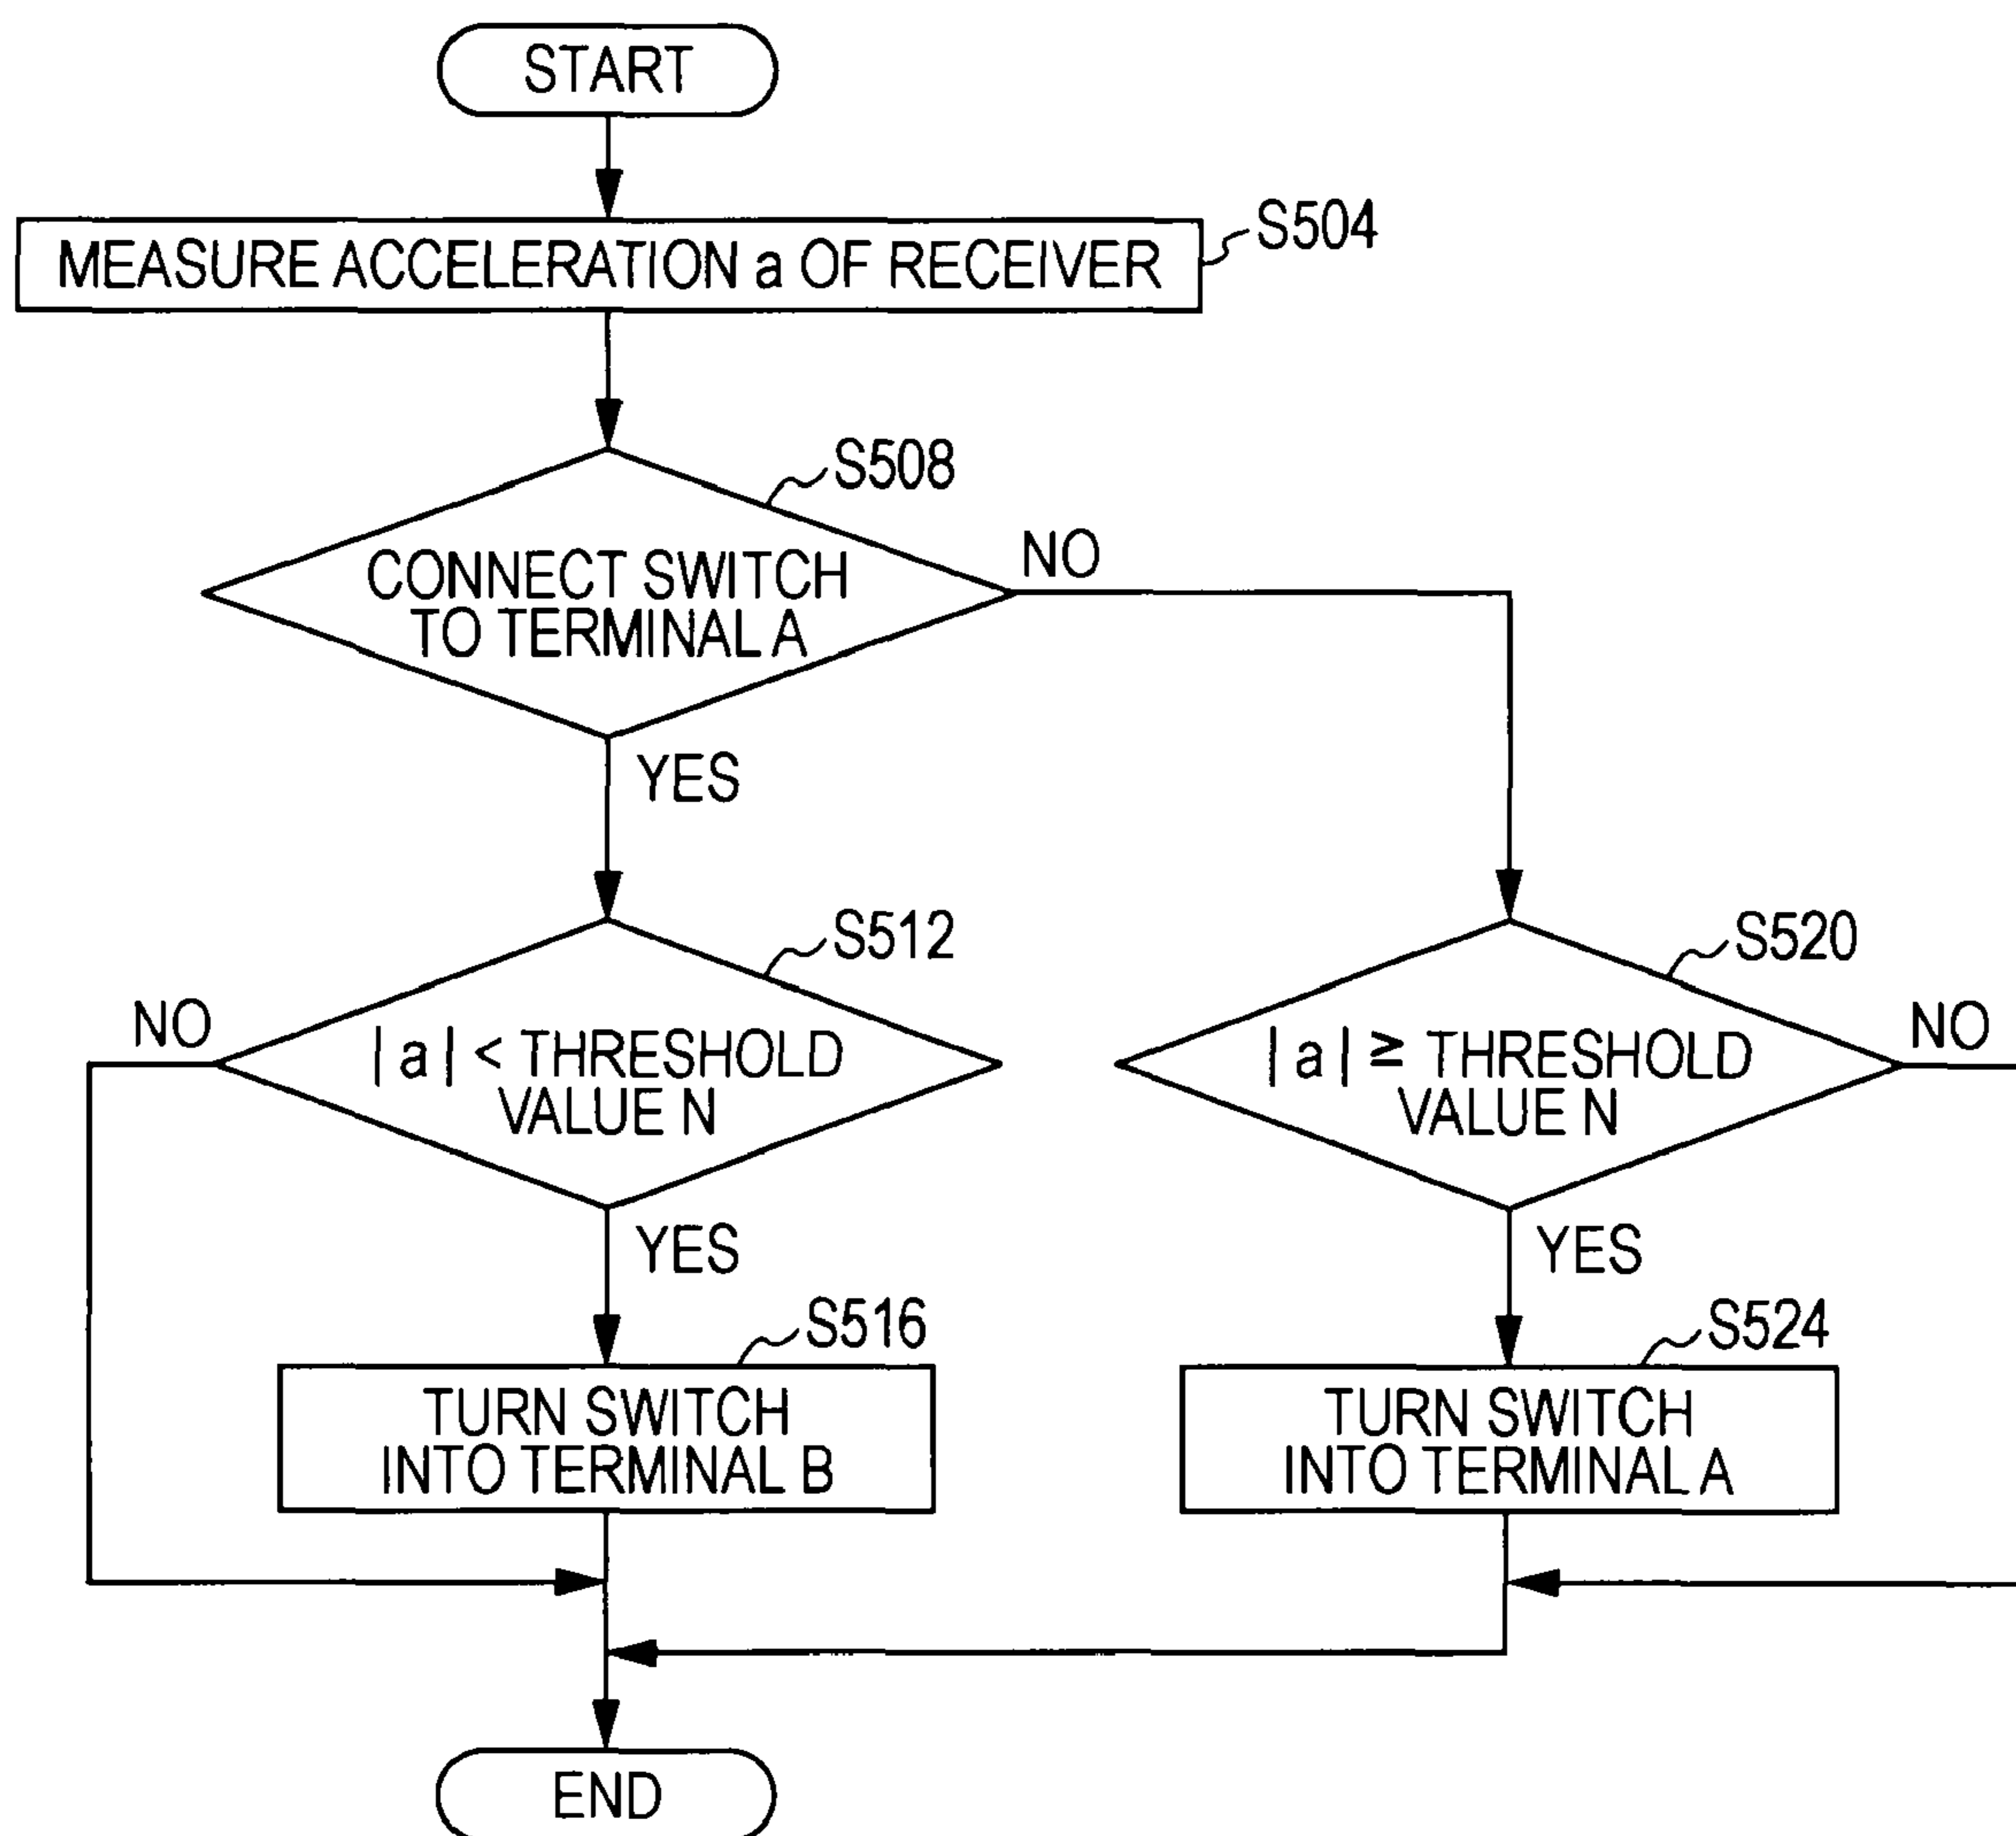 START
MEASURE ACCELERATION a OF RECEIVER
S504
S508
CONNECT SWITCH
TO TERMINAL A
NO
YES
S512
NO
| a | < THRESHOLD
VALUE N
YES
S520
| a | ≥ THRESHOLD
VALUE N
NO
YES
S516
TURN SWITCH
INTO TERMINAL B
S524
TURN SWITCH
INTO TERMINAL A
END